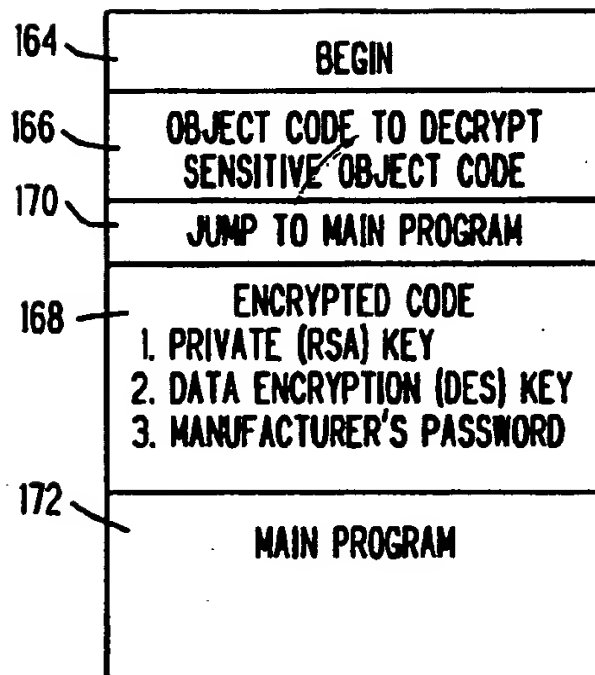 164
BEGIN
166
OBJECT CODE TO DECRYPT
SENSITIVE OBJECT CODE
170
JUMP TO MAIN PROGRAM
168
ENCRYPTED CODE
1. PRIVATE (RSA) KEY
2. DATA ENCRYPTION (DES) KEY
3. MANUFACTURER'S PASSWORD
172
MAIN PROGRAM